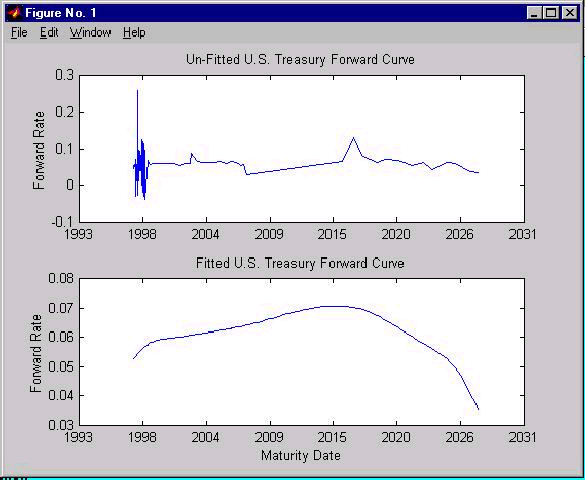 Figure No. 1
File Edit Window Help
Un-Fitted U.S. Treasury Forward Curve
Forward Rate
0.3
0.2
0.1
0
-0.1
1993 1998 2004 2009 2015 2020 2026 2031
Fitted U.S. Treasury Forward Curve
Forward Rate
0.08
0.07
0.06
0.05
0.04
0.03
1993 1998 2004 2009 2015 2020 2026 2031
Maturity Date